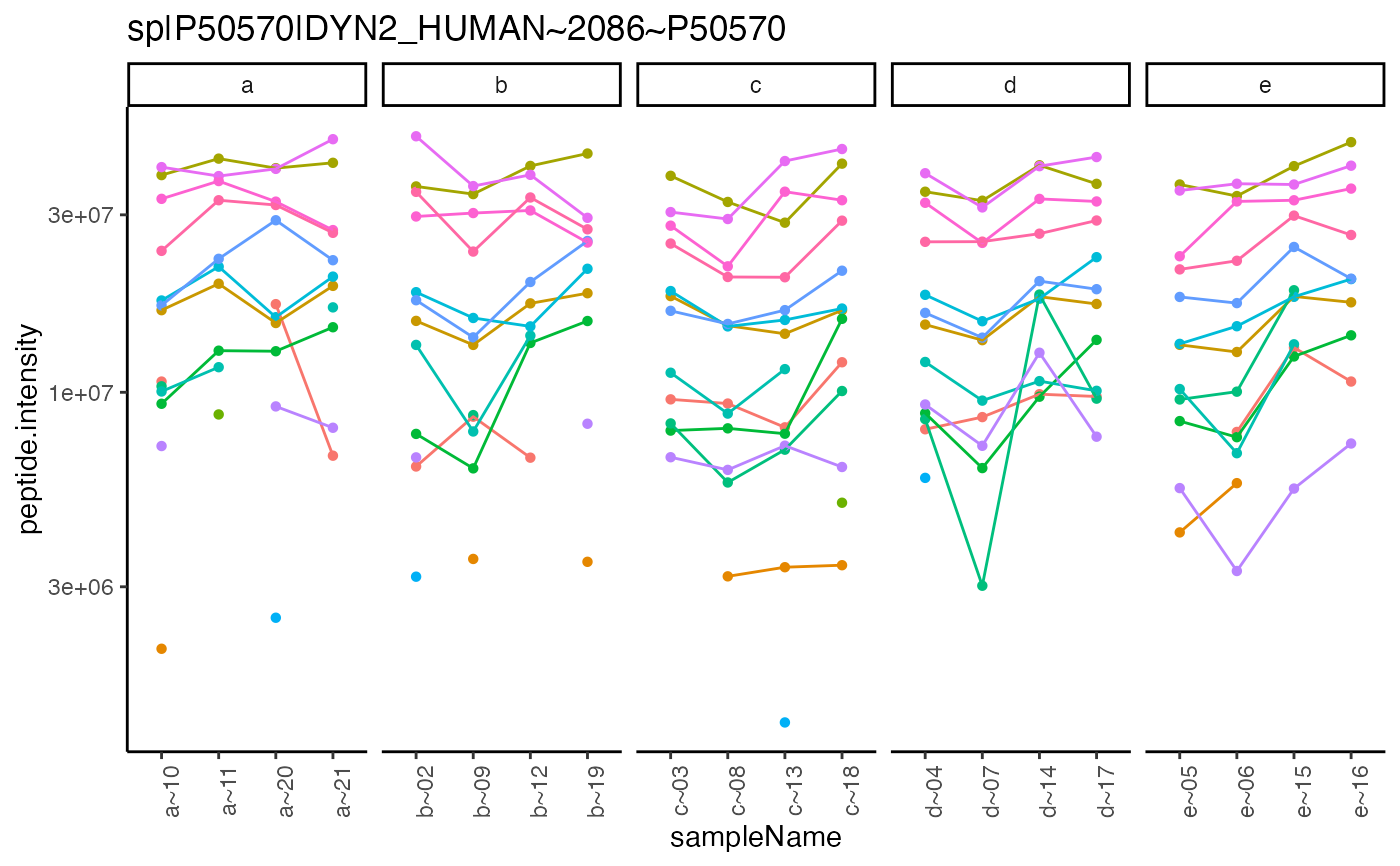 sp|P50570|DYN2_HUMAN~2086~P50570
a b c d e
peptide.intensity
3e+07
1e+07
3e+06
a~10 a~11 a~20 a~21 b~02 b~09 b~12 b~19 c~03 c~08 c~13 c~18 d~04 d~07 d~14 d~17 e~05 e~06 e~15 e~16
sampleName